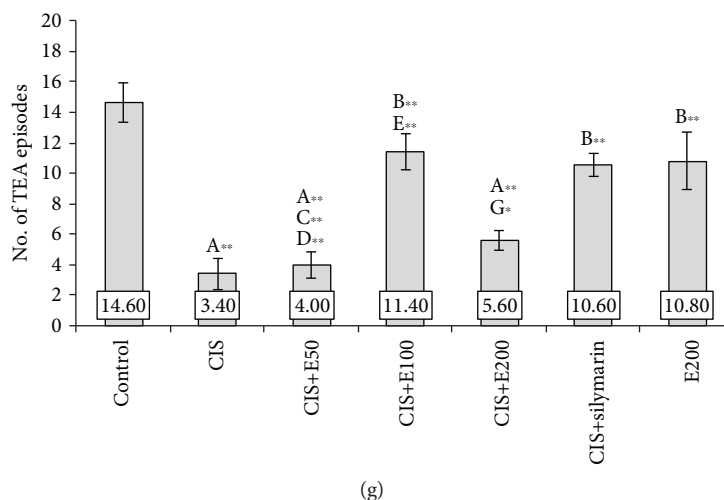 20
18
16
14
12
10
8
6
4
2
0
No. of TEA episodes
A**
A**
C**
D**
B**
E**
A**
G*
B**
B**
14.60
3.40
4.00
11.40
5.60
10.60
10.80
Control
CIS
CIS+E50
CIS+E100
CIS+E200
CIS+silymarin
E200
(g)